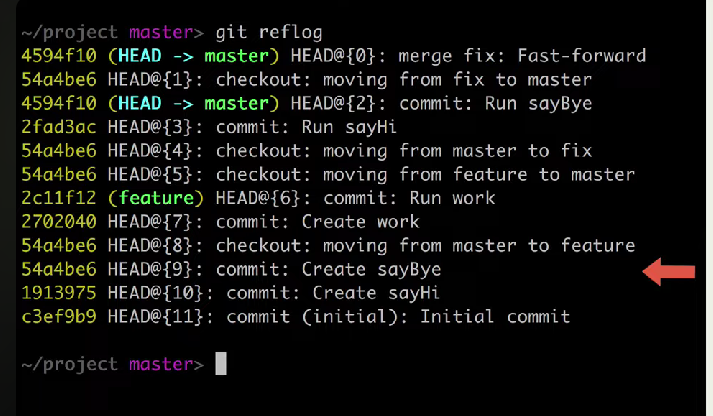 ~/project master> git reflog
4594f10 (HEAD -> master) HEAD@{0}: merge fix: Fast-forward
54a4be6 HEAD@{1}: checkout: moving from fix to master
4594f10 (HEAD -> master) HEAD@{2}: commit: Run sayBye
2fad3ac HEAD@{3}: commit: Run sayHi
54a4be6 HEAD@{4}: checkout: moving from master to fix
54a4be6 HEAD@{5}: checkout: moving from feature to master
2c11f12 (feature) HEAD@{6}: commit: Run work
2702040 HEAD@{7}: commit: Create work
54a4be6 HEAD@{8}: checkout: moving from master to feature
54a4be6 HEAD@{9}: commit: Create sayBye
1913975 HEAD@{10}: commit: Create sayHi
c3ef9b9 HEAD@{11}: commit (initial): Initial commit
~/project master>